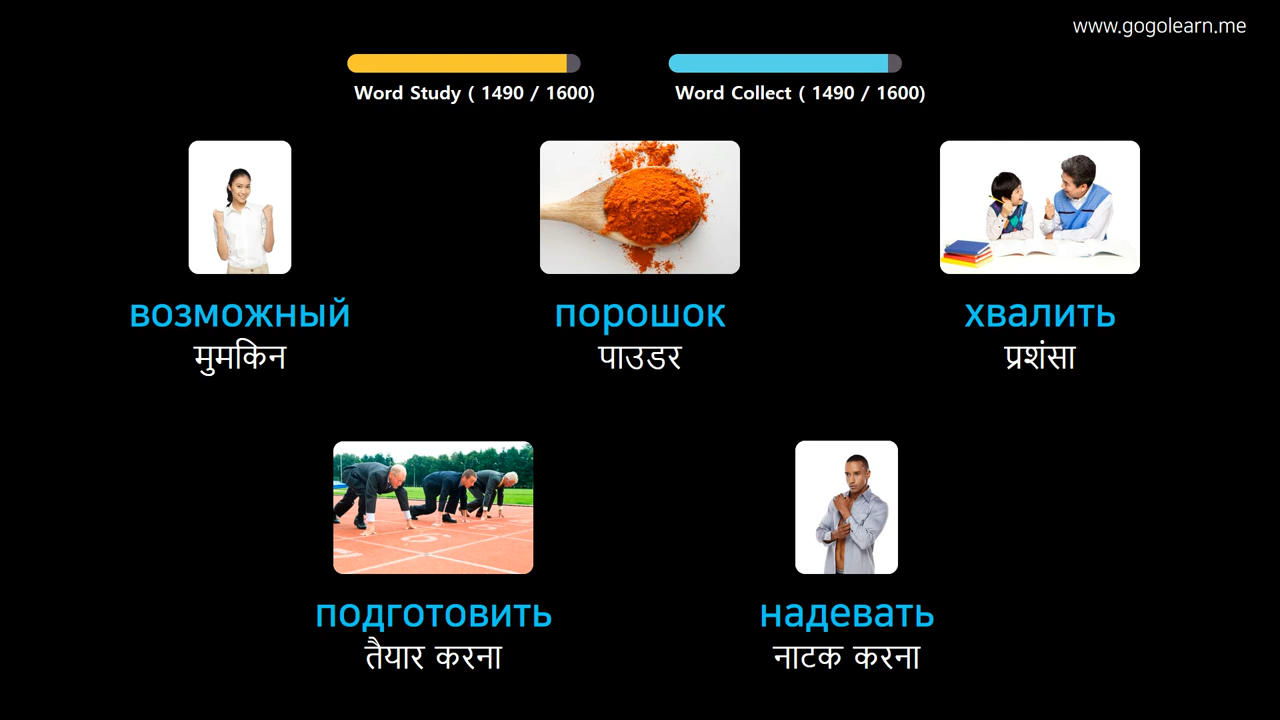 www.gogolearn.me
Word Study ( 1490 / 1600)
Word Collect ( 1490 / 1600)
возможный
मुमकिन
порошок
पाउडर
хвалить
प्रशंसा
подготовить
तैयार करना
надевать
नाटक करना